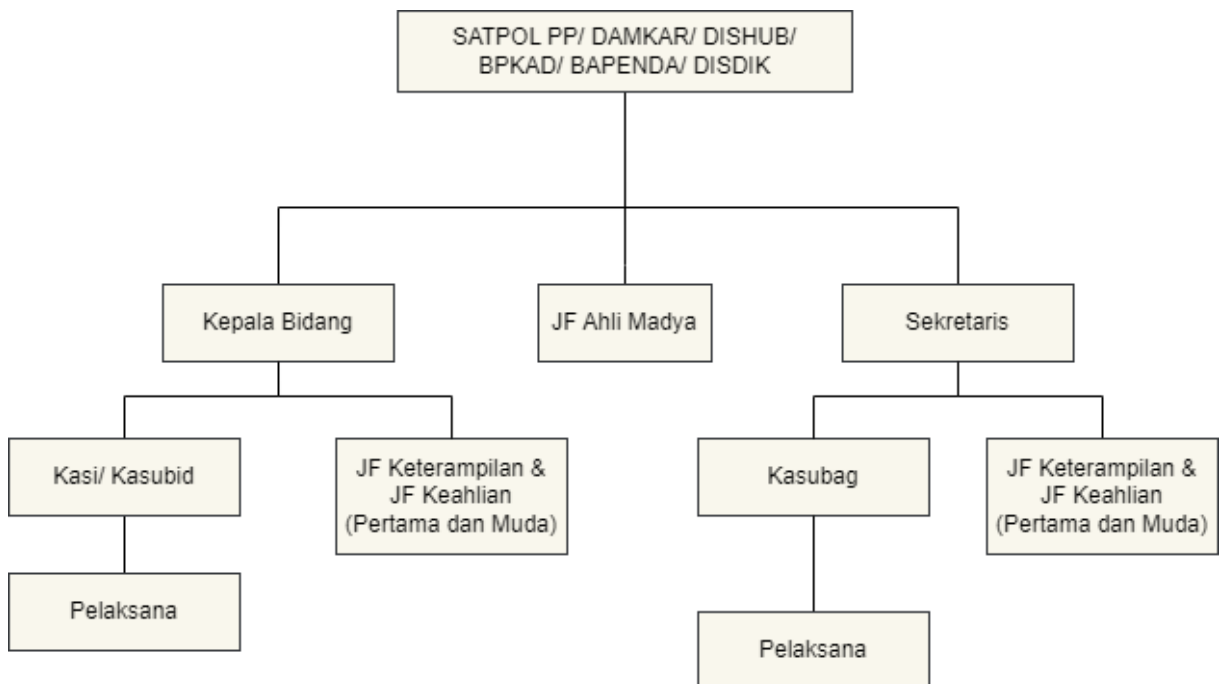 SATPOL PP/ DAMKAR/ DISHUB/
BPKAD/ BAPENDA/ DISDIK
Kepala Bidang
JF Ahli Madya
Sekretaris
Kasi/ Kasubid
JF Keterampilan &
JF Keahlian
(Pertama dan Muda)
Kasubag
JF Keterampilan &
JF Keahlian
(Pertama dan Muda)
Pelaksana
Pelaksana